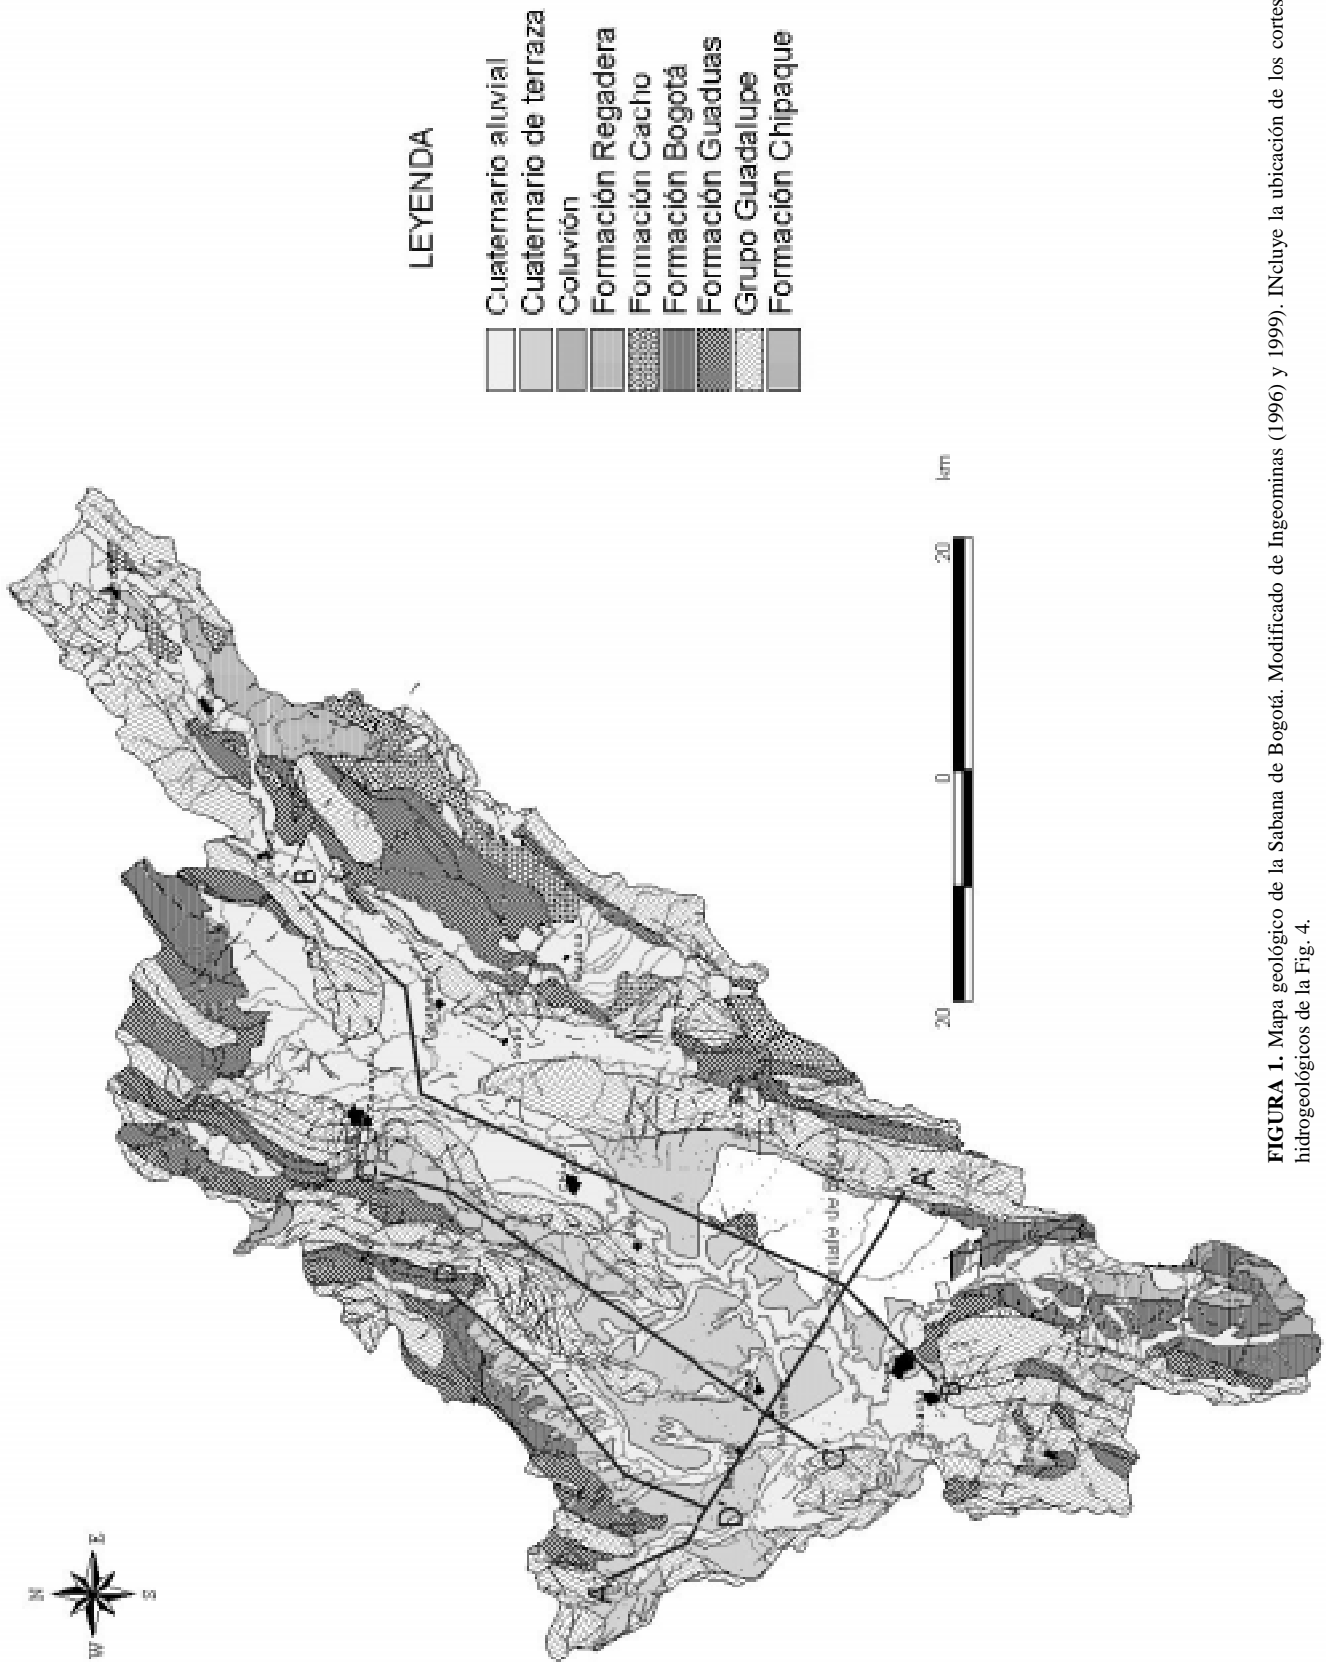 N
W
E
S
LEYENDA
Cuaternario aluvial
Cuaternario de terraza
Coluvión
Formación Regadera
Formación Cacho
Formación Bogotá
Formación Guaduas
Grupo Guadalupe
Formación Chipaque
B
D
A
A'
C'
D'
20
0
20
km
FIGURA 1. Mapa geológico de la Sabana de Bogotá. Modificado de Ingeominas (1996) y 1999). INcluye la ubicación de los cortes
hidrogeológicos de la Fig. 4.